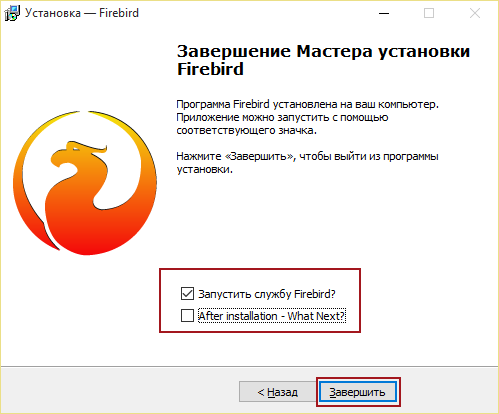 Установка — Firebird
Завершение Мастера установки
Firebird
Программа Firebird установлена на ваш компьютер.
Приложение можно запустить с помощью
соответствующего значка.
Нажмите «Завершить», чтобы выйти из программы
установки.
Запустить службу Firebird?
After installation - What Next?
< Назад
Завершить